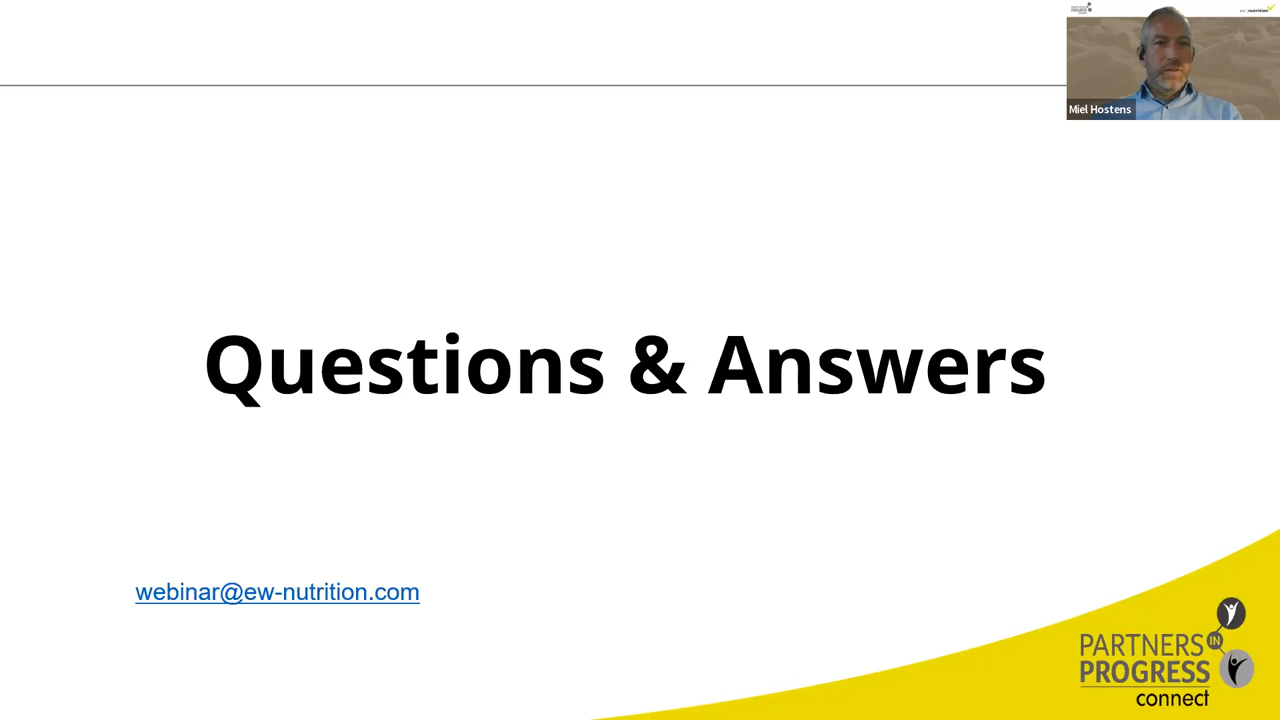 Miel Hostens
Questions & Answers
webinar@ew-nutrition.com
PARTNERS
IN
PROGRESS
connect